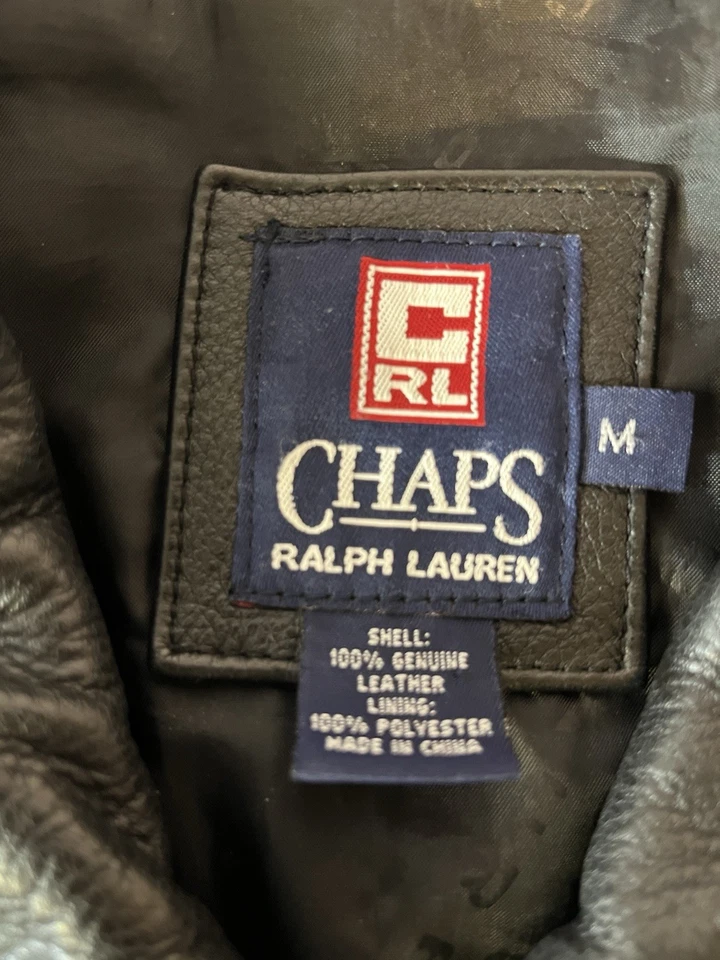 C
RL
CHAPS
RALPH LAUREN
M
SHELL:
100% GENUINE
LEATHER
LINING:
100% POLYESTER
MADE IN CHINA